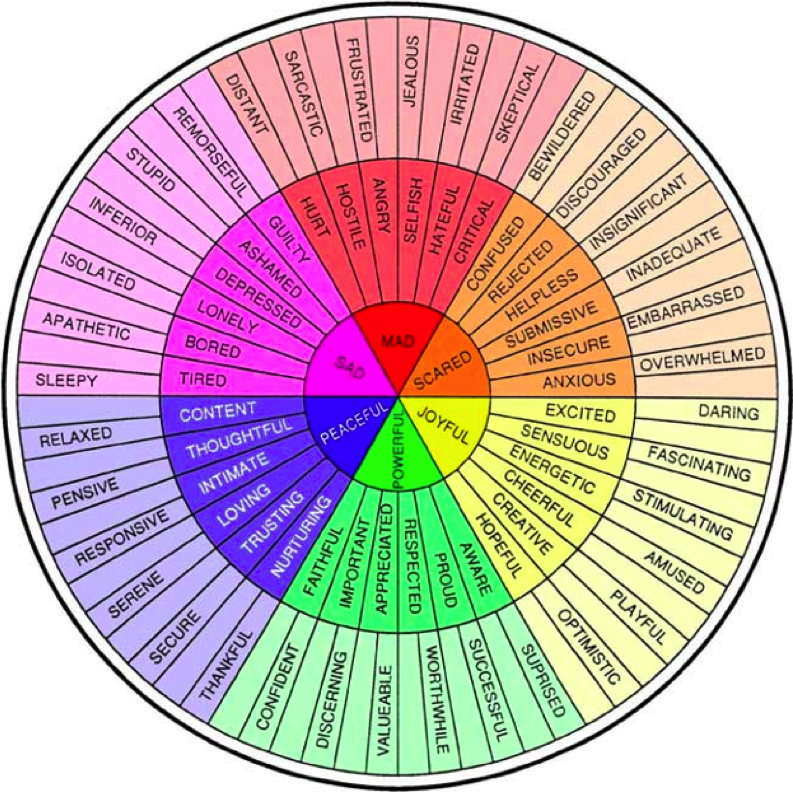 MAD
SCARED
JOYFUL
POWERFUL
PEACEFUL
SAD
HURT
HOSTILE
ANGRY
SELFISH
HATEFUL
CRITICAL
CONFUSED
REJECTED
HELPLESS
SUBMISSIVE
INSECURE
ANXIOUS
EXCITED
SENSUOUS
ENERGETIC
CHEERFUL
CREATIVE
HOPEFUL
AWARE
PROUD
RESPECTED
APPRECIATED
IMPORTANT
FAITHFUL
NURTURING
TRUSTING
LOVING
INTIMATE
THOUGHTFUL
CONTENT
TIRED
BORED
LONELY
DEPRESSED
ASHAMED
GUILTY
DISTANT
SARCASTIC
FRUSTRATED
JEALOUS
IRRITATED
SKEPTICAL
BEWILDERED
DISCOURAGED
INSIGNIFICANT
INADEQUATE
EMBARRASSED
OVERWHELMED
DARING
FASCINATING
STIMULATING
AMUSED
PLAYFUL
OPTIMISTIC
SUPRISED
SUCCESSFUL
WORTHWHILE
VALUEABLE
DISCERNING
CONFIDENT
THANKFUL
SECURE
SERENE
RESPONSIVE
PENSIVE
RELAXED
SLEEPY
APATHETIC
ISOLATED
INFERIOR
STUPID
REMORSEFUL